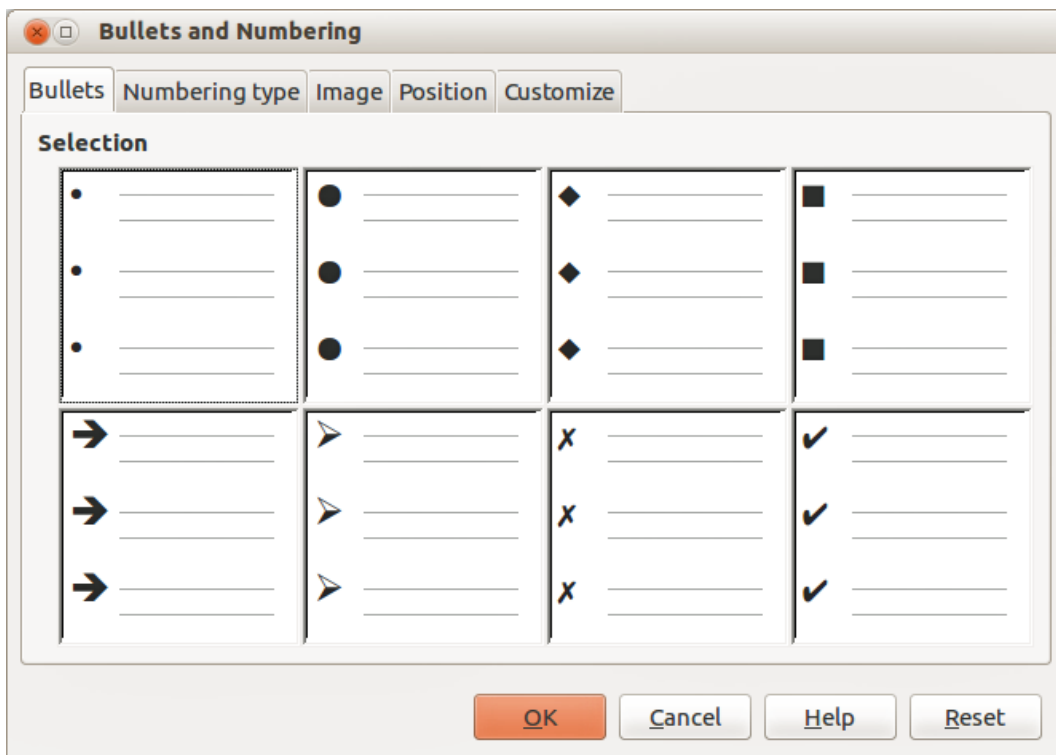 Bullets and Numbering
Bullets Numbering type Image Position Customize
Selection
OK Cancel Help Reset